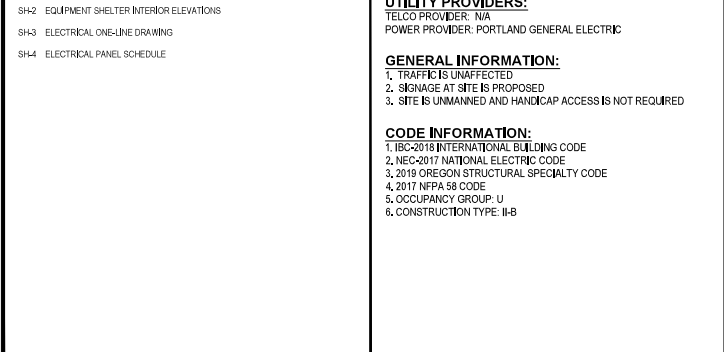 SH-2 EQUIPMENT SHELTER INTERIOR ELEVATIONS
SH-3 ELECTRICAL ONE-LINE DRAWING
SH-4 ELECTRICAL PANEL SCHEDULE
UTILITY PROVIDERS:
TELCO PROVIDER: N/A
POWER PROVIDER: PORTLAND GENERAL ELECTRIC
GENERAL INFORMATION:
1. TRAFFIC IS UNAFFECTED
2. SIGNAGE AT SITE IS PROPOSED
3. SITE IS UNMANNED AND HANDICAP ACCESS IS NOT REQUIRED
CODE INFORMATION:
1. IBC-2018 INTERNATIONAL BUILDING CODE
2. NEC-2017 NATIONAL ELECTRIC CODE
3. 2019 OREGON STRUCTURAL SPECIALTY CODE
4. 2017 NFPA 58 CODE
5. OCCUPANCY GROUP: U
6. CONSTRUCTION TYPE: II-B